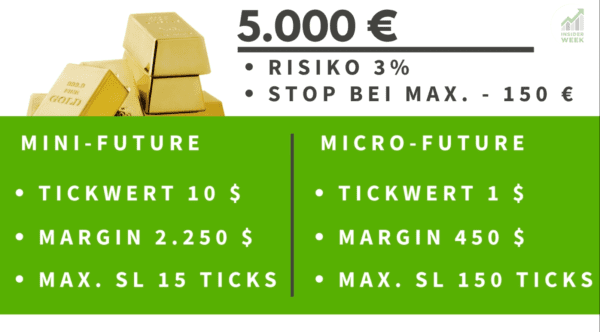 5.000 €
INSIDER
WEEK
• RISIKO 3%
• STOP BEI MAX. - 150 €
GOLD
MINI-FUTURE
• TICKWERT 10 $
• MARGIN 2.250 $
• MAX. SL 15 TICKS
MICRO-FUTURE
• TICKWERT 1 $
• MARGIN 450 $
• MAX. SL 150 TICKS